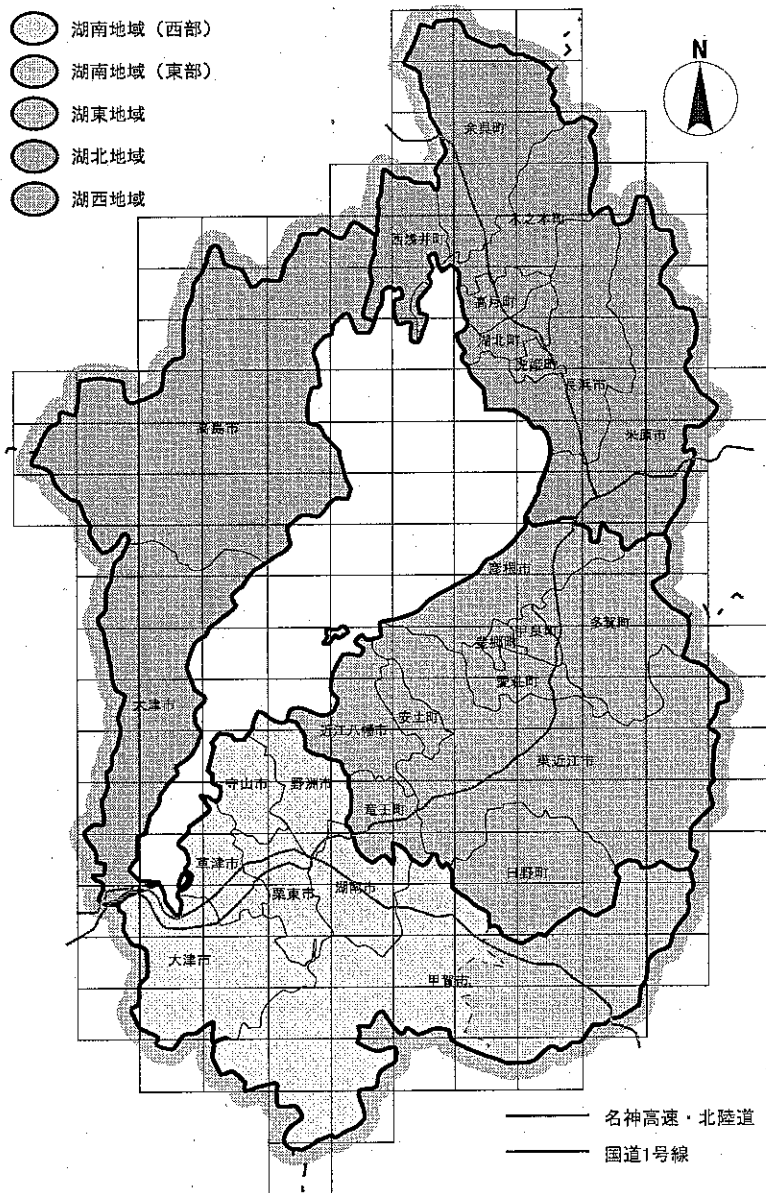 湖南地域（西部）
湖南地域（東部）
湖東地域
湖北地域
湖西地域
N
余呉町
木之本町
西浅井町
高月町
湖北町
虎姫町
長浜市
米原市
高島市
彦根市
多賀町
甲良町
豊郷町
愛荘町
大津市
安土町
近江八幡市
東近江市
守山市
野洲市
竜王町
草津市
日野町
栗東市
湖南市
大津市
甲賀市
名神高速・北陸道
国道1号線